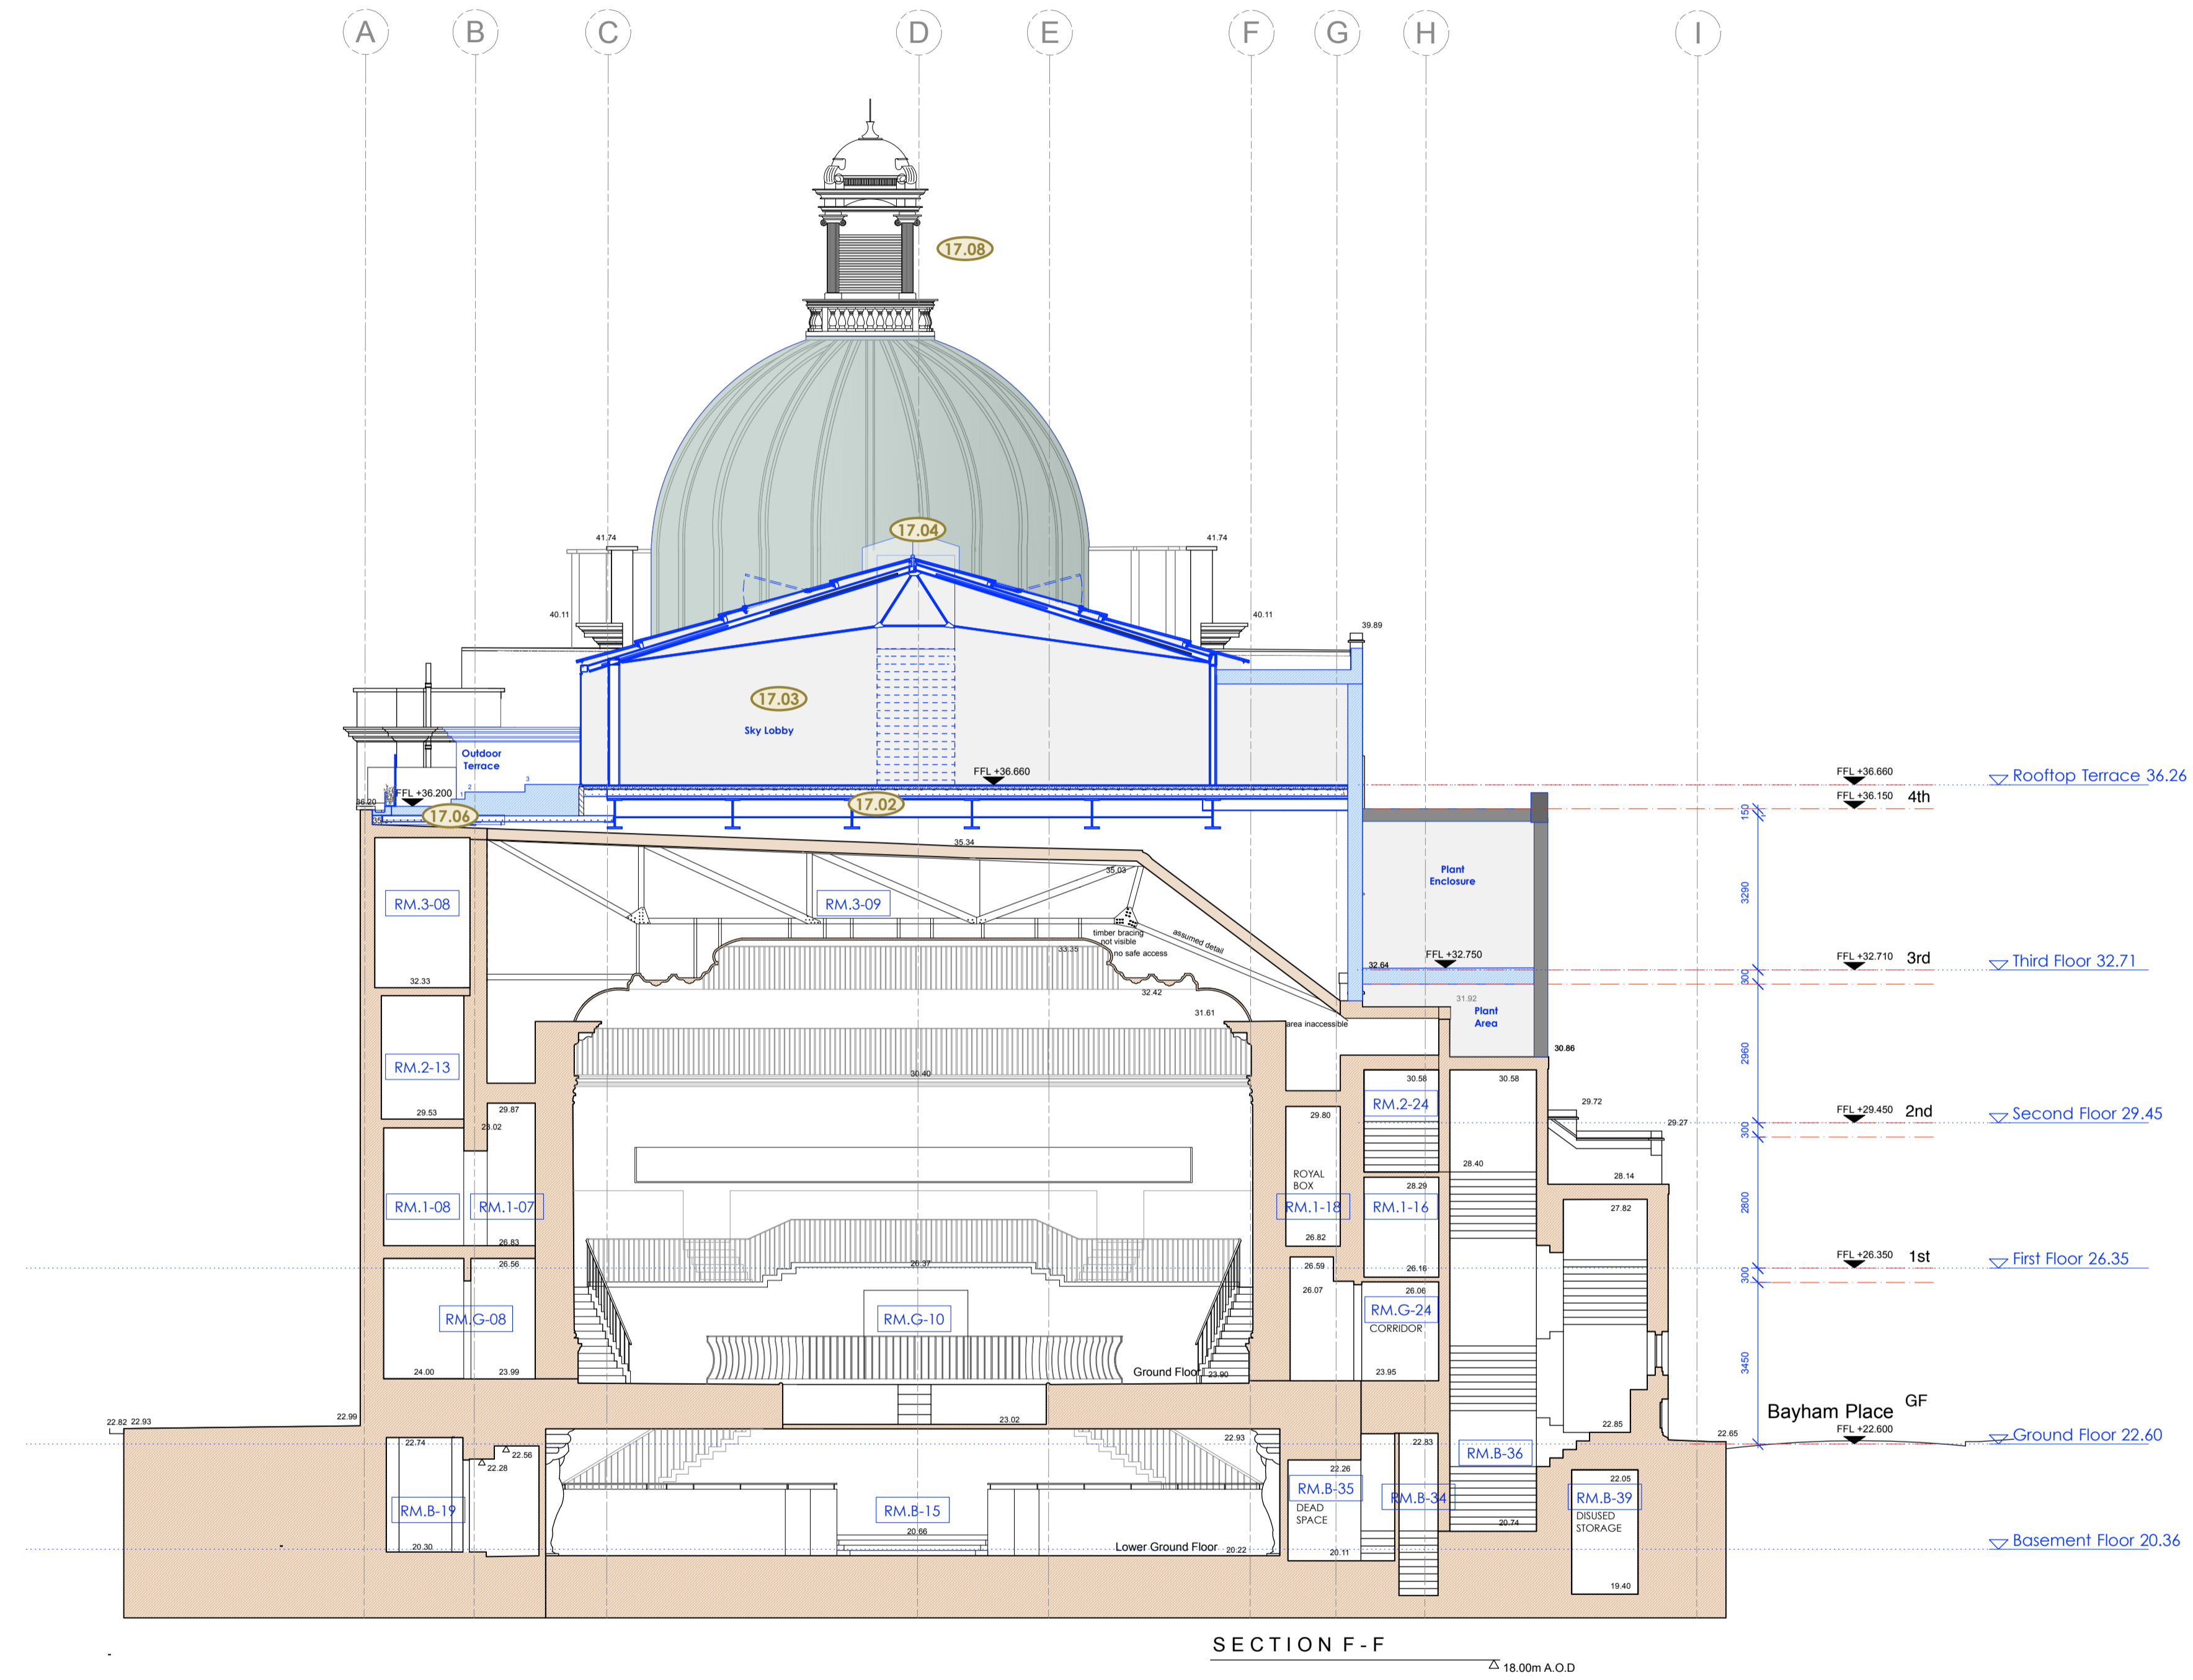 A B C D E F G H I
17.08
17.04
41.74
41.74
40.11
40.11
39.89
17.03
Sky Lobby
Outdoor
Terrace
3
2
1
FFL +36.660
FFL +36.660
Rooftop Terrace 36.26
FFL +36.200
36.20
17.02
FFL +36.150 4th
17.06
150
35.34
35.03
Plant
Enclosure
3290
RM.3-08
RM.3-09
timber bracing
not visible
no safe access
assumed detail
33.35
FFL +32.750
FFL +32.710 3rd
Third Floor 32.71
32.64
32.33
300
32.42
31.92
31.61
Plant
Area
area inaccessible
30.86
2960
RM.2-13
30.40
30.58
30.58
RM.2-24
29.53
29.87
29.80
29.72
FFL +29.450 2nd
Second Floor 29.45
29.27
300
ROYAL
BOX
28.40
28.29
28.14
RM.1-08
RM.1-07
RM.1-18
RM.1-16
27.82
2800
26.83
26.82
26.56
26.59
26.37
26.16
FFL +26.350 1st
First Floor 26.35
300
26.07
26.06
RM.G-08
RM.G-10
RM.G-24
CORRIDOR
3450
24.00
23.99
Ground Floor 23.90
23.95
Bayham Place GF
FFL +22.600
Ground Floor 22.60
22.82 22.93
22.99
23.02
22.85
22.65
22.74
22.56
22.28
22.93
22.83
RM.B-36
22.26
22.05
RM.B-19
RM.B-15
RM.B-35
RM.B-34
RM.B-39
DEAD
SPACE
DISUSED
STORAGE
20.66
20.74
20.30
Lower Ground Floor 20.22
20.11
Basement Floor 20.36
19.40
SECTION F-F
18.00m A.O.D